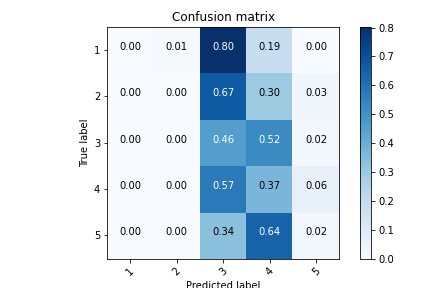 Confusion matrix
0.8
1 0.00 0.01 0.80 0.19 0.00
0.7
2 0.00 0.00 0.67 0.30 0.03
0.6
0.5
3 0.00 0.00 0.46 0.52 0.02
0.4
True label
0.3
4 0.00 0.00 0.57 0.37 0.06
0.2
5 0.00 0.00 0.34 0.64 0.02
0.1
0.0
1 2 3 4 5
Predicted label